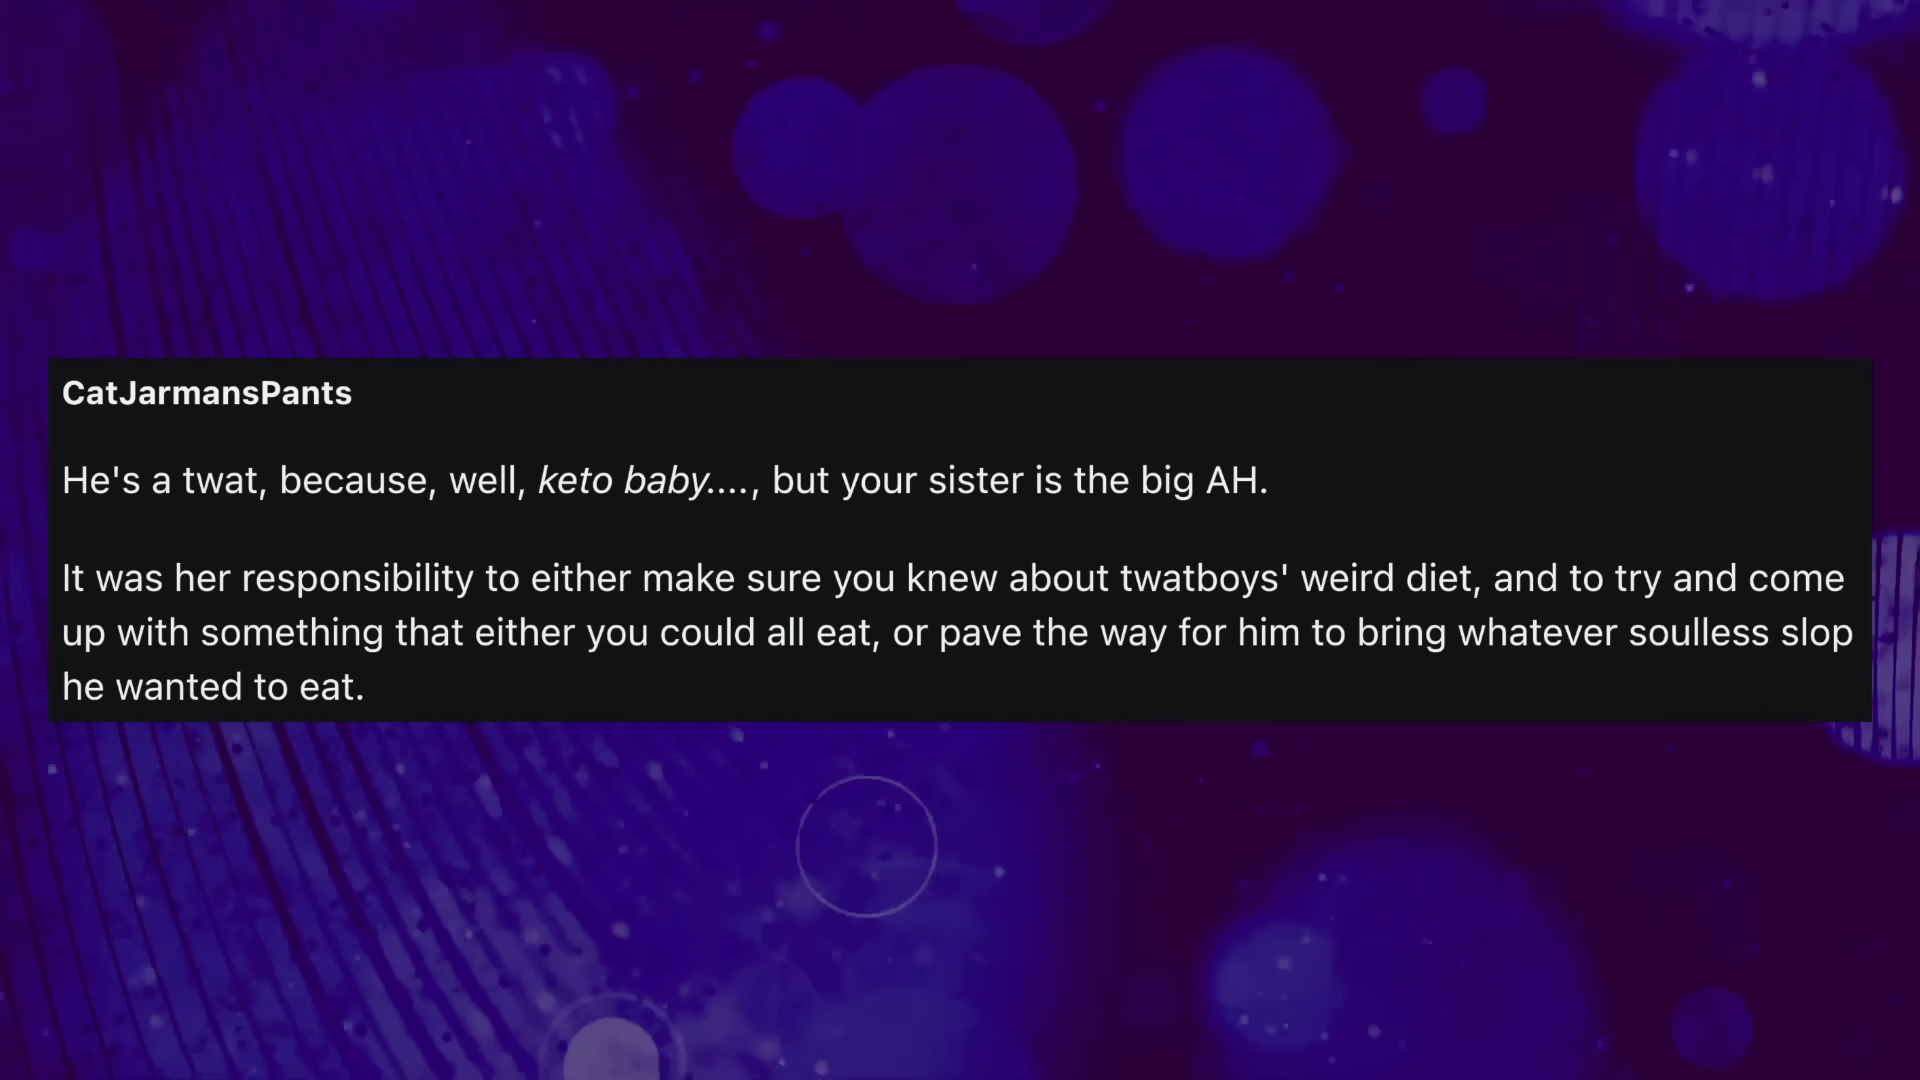 CatJarmansPants
He's a twat, because, well, keto baby...., but your sister is the big AH.
It was her responsibility to either make sure you knew about twatboys' weird diet, and to try and come
up with something that either you could all eat, or pave the way for him to bring whatever soulless slop
he wanted to eat.